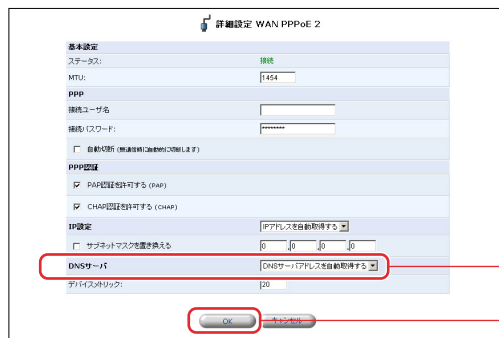 詳細設定 WAN PPPoE 2
基本設定
ステータス: 接続
MTU: 1454
PPP
接続ユーザ名
接続パスワード: ********
自動切断 (無通信時に自動的に切断します)
PPP認証
PAP認証を許可する (PAP)
CHAP認証を許可する (CHAP)
IP設定 IPアドレスを自動取得する
サブネットマスクを置き換える 0 .0 .0 .0
DNSサーバ DNSサーバアドレスを自動取得する
デバイスメトリック: 20
OK キャンセル